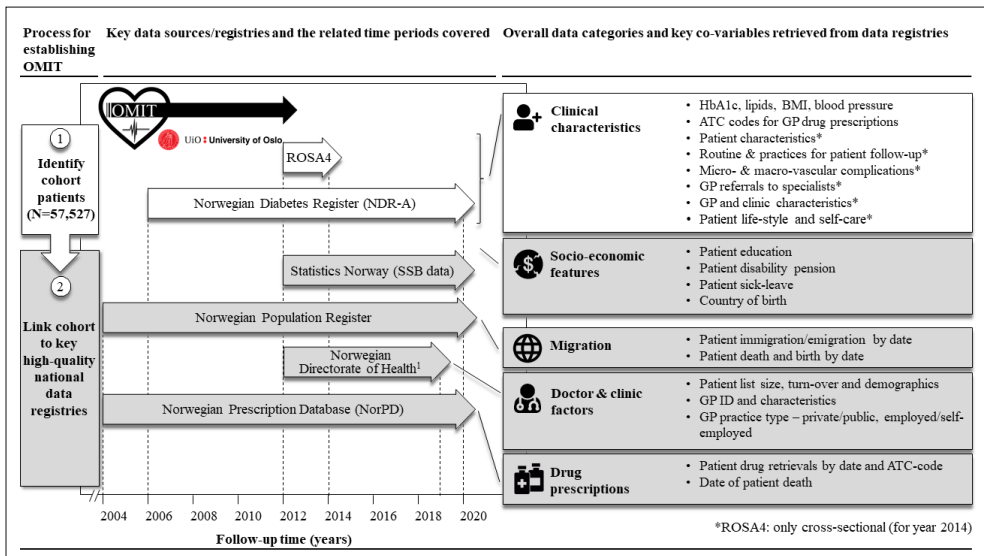 Process for
establishing
OMIT
Key data sources/registries and the related time periods covered
Overall data categories and key co-variables retrieved from data registries
OMIT
UiO : University of Oslo
1
Identify
cohort
patients
(N=57,527)
2
Link cohort
to key
high-quality
national
data
registries
ROSA4
Norwegian Diabetes Register (NDR-A)
Statistics Norway (SSB data)
Norwegian Population Register
Norwegian
Directorate of Health¹
Norwegian Prescription Database (NorPD)
2004 2006 2008 2010 2012 2014 2016 2018 2019 2020
Follow-up time (years)
Clinical
characteristics
• HbA1c, lipids, BMI, blood pressure
• ATC codes for GP drug prescriptions
• Patient characteristics*
• Routine & practices for patient follow-up*
• Micro- & macro-vascular complications*
• GP referrals to specialists*
• GP and clinic characteristics*
• Patient life-style and self-care*
Socio-economic
features
• Patient education
• Patient disability pension
• Patient sick-leave
• Country of birth
Migration
• Patient immigration/emigration by date
• Patient death and birth by date
Doctor & clinic
factors
• Patient list size, turn-over and demographics
• GP ID and characteristics
• GP practice type – private/public, employed/self-
employed
Drug
prescriptions
• Patient drug retrievals by date and ATC-code
• Date of patient death
*ROSA4: only cross-sectional (for year 2014)